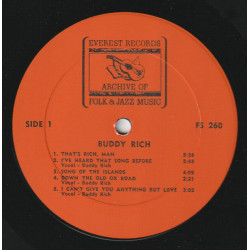 EVEREST RECORDS
ARCHIVE OF
FOLK & JAZZ MUSIC
SIDE 1
FS 260
BUDDY RICH
1. THAT'S RICH, MAN
2. I'VE HEARD THAT SONG BEFORE
Vocal - Buddy Rich
3. SONG OF THE ISLANDS
4. DOWN THE OLD OX ROAD
Vocal - Buddy Rich
5. I CAN'T GIVE YOU ANYTHING BUT LOVE
Vocal - Buddy Rich